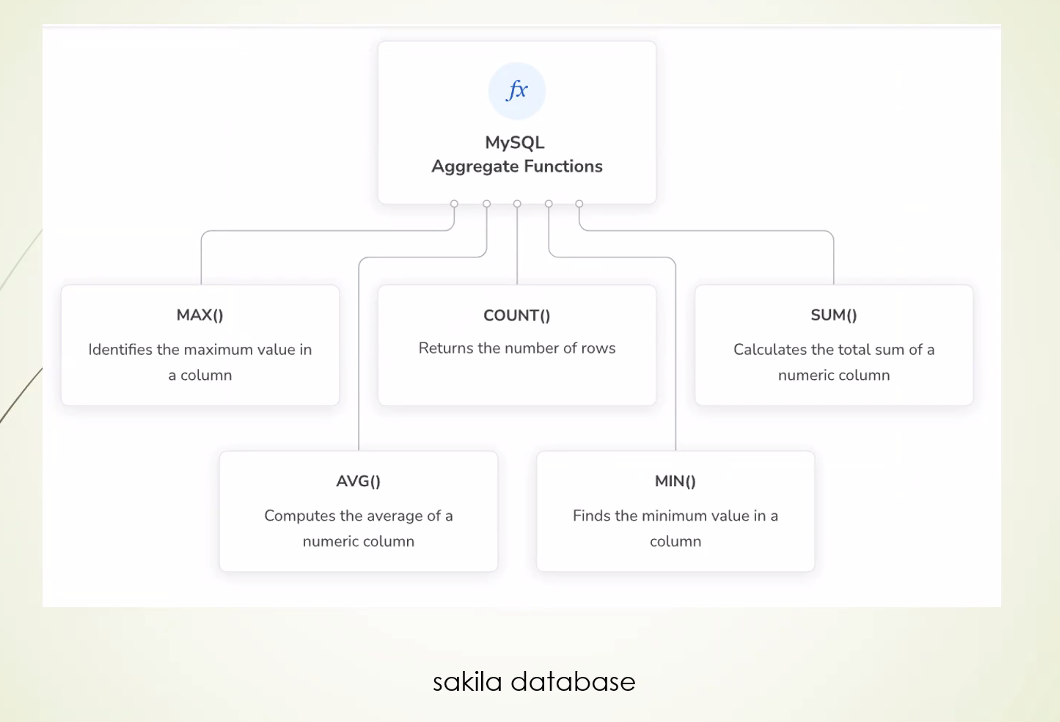 fx
MySQL
Aggregate Functions
MAX()
Identifies the maximum value in
a column
COUNT()
Returns the number of rows
SUM()
Calculates the total sum of a
numeric column
AVG()
Computes the average of a
numeric column
MIN()
Finds the minimum value in a
column
sakila database